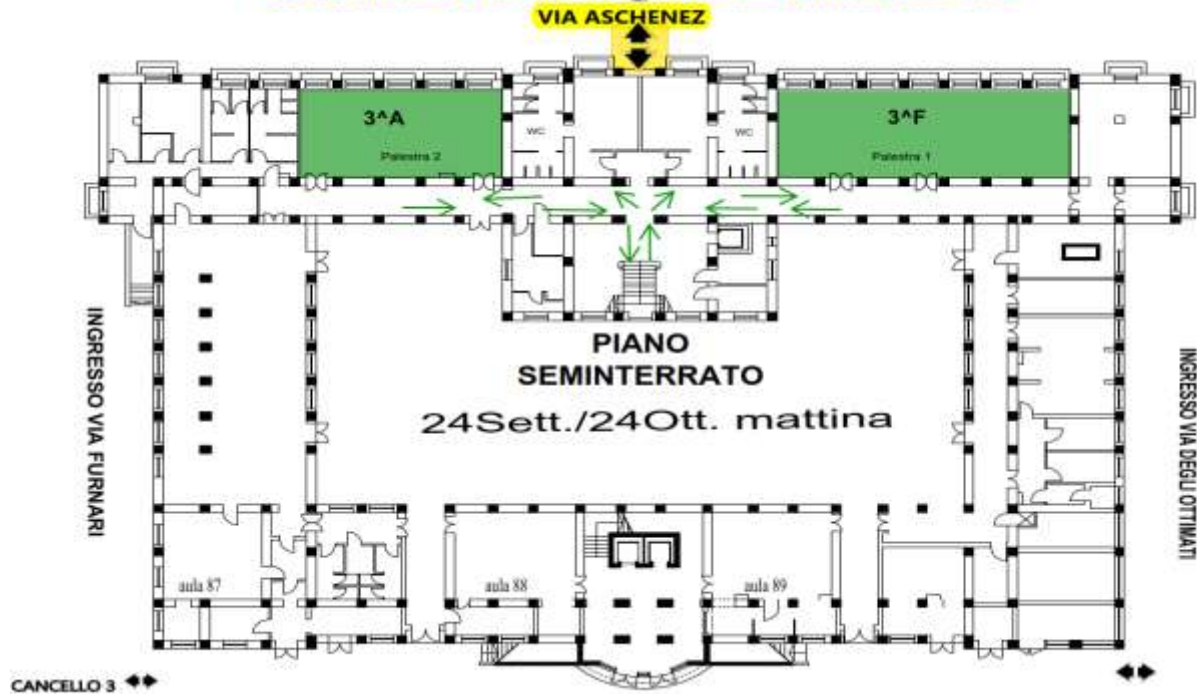 VIA ASCHENEZ
3^A
3^F
WC
WC
Palestra 2
Palestra 1
PIANO
SEMINTERRATO
24Sett./24Ott. mattina
INGRESSO VIA FURNARI
INGRESSO VIA DEGLI OTTIMATI
aula 87
aula 88
aula 89
CANCELLO 3